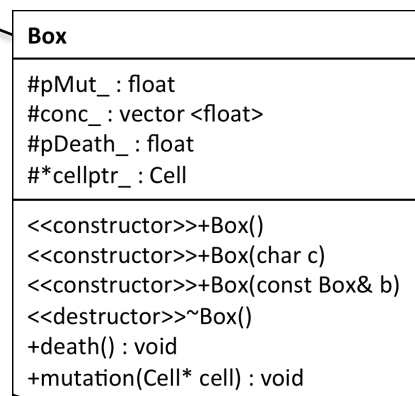 Box
#pMut_ : float
#conc_ : vector <float>
#pDeath_ : float
#*cellptr_ : Cell
<<constructor>>+Box()
<<constructor>>+Box(char c)
<<constructor>>+Box(const Box& b)
<<destructor>>~Box()
+death() : void
+mutation(Cell* cell) : void